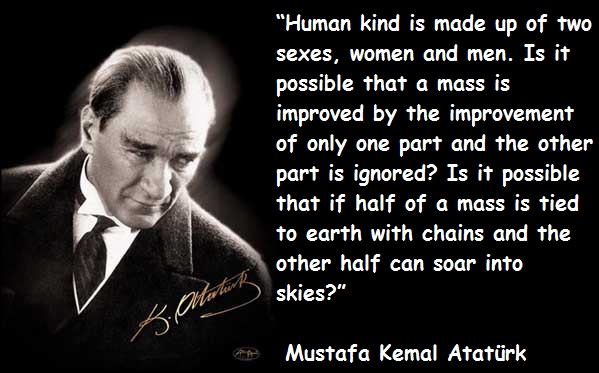 “Human kind is made up of two
sexes, women and men. Is it
possible that a mass is
improved by the improvement
of only one part and the other
part is ignored? Is it possible
that if half of a mass is tied
to earth with chains and the
other half can soar into
skies?”
K. Atatürk
Mustafa Kemal Atatürk